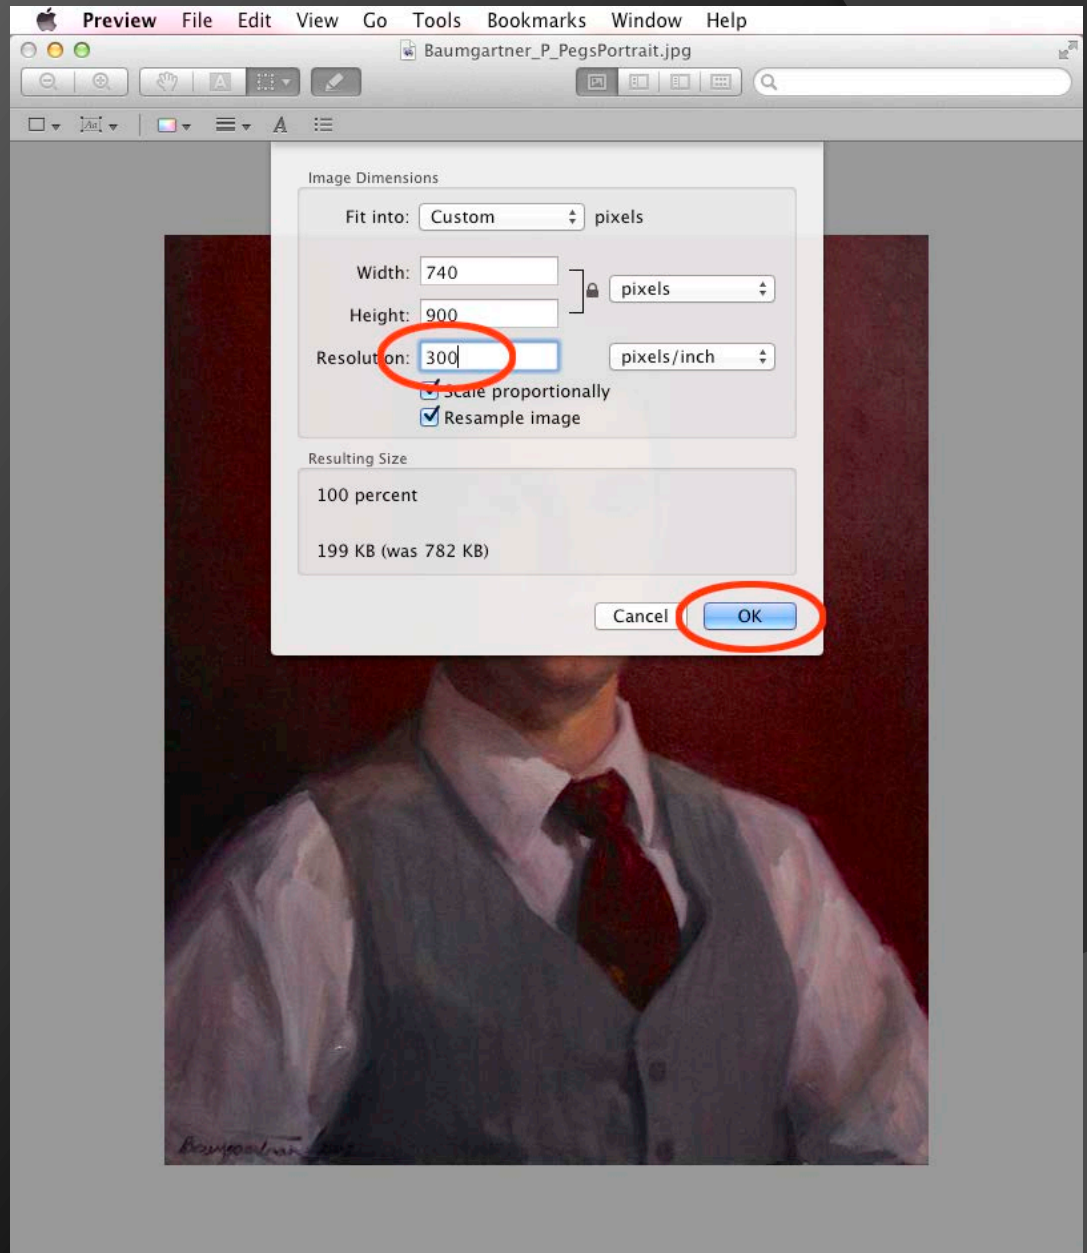 Preview File Edit View Go Tools Bookmarks Window Help
Baumgartner_P_PegsPortrait.jpg
A
Aa A
Image Dimensions
Fit into: Custom pixels
Width: 740
pixels
Height: 900
Resolution: 300 pixels/inch
Scale proportionally
Resample image
Resulting Size
100 percent
199 KB (was 782 KB)
Cancel OK